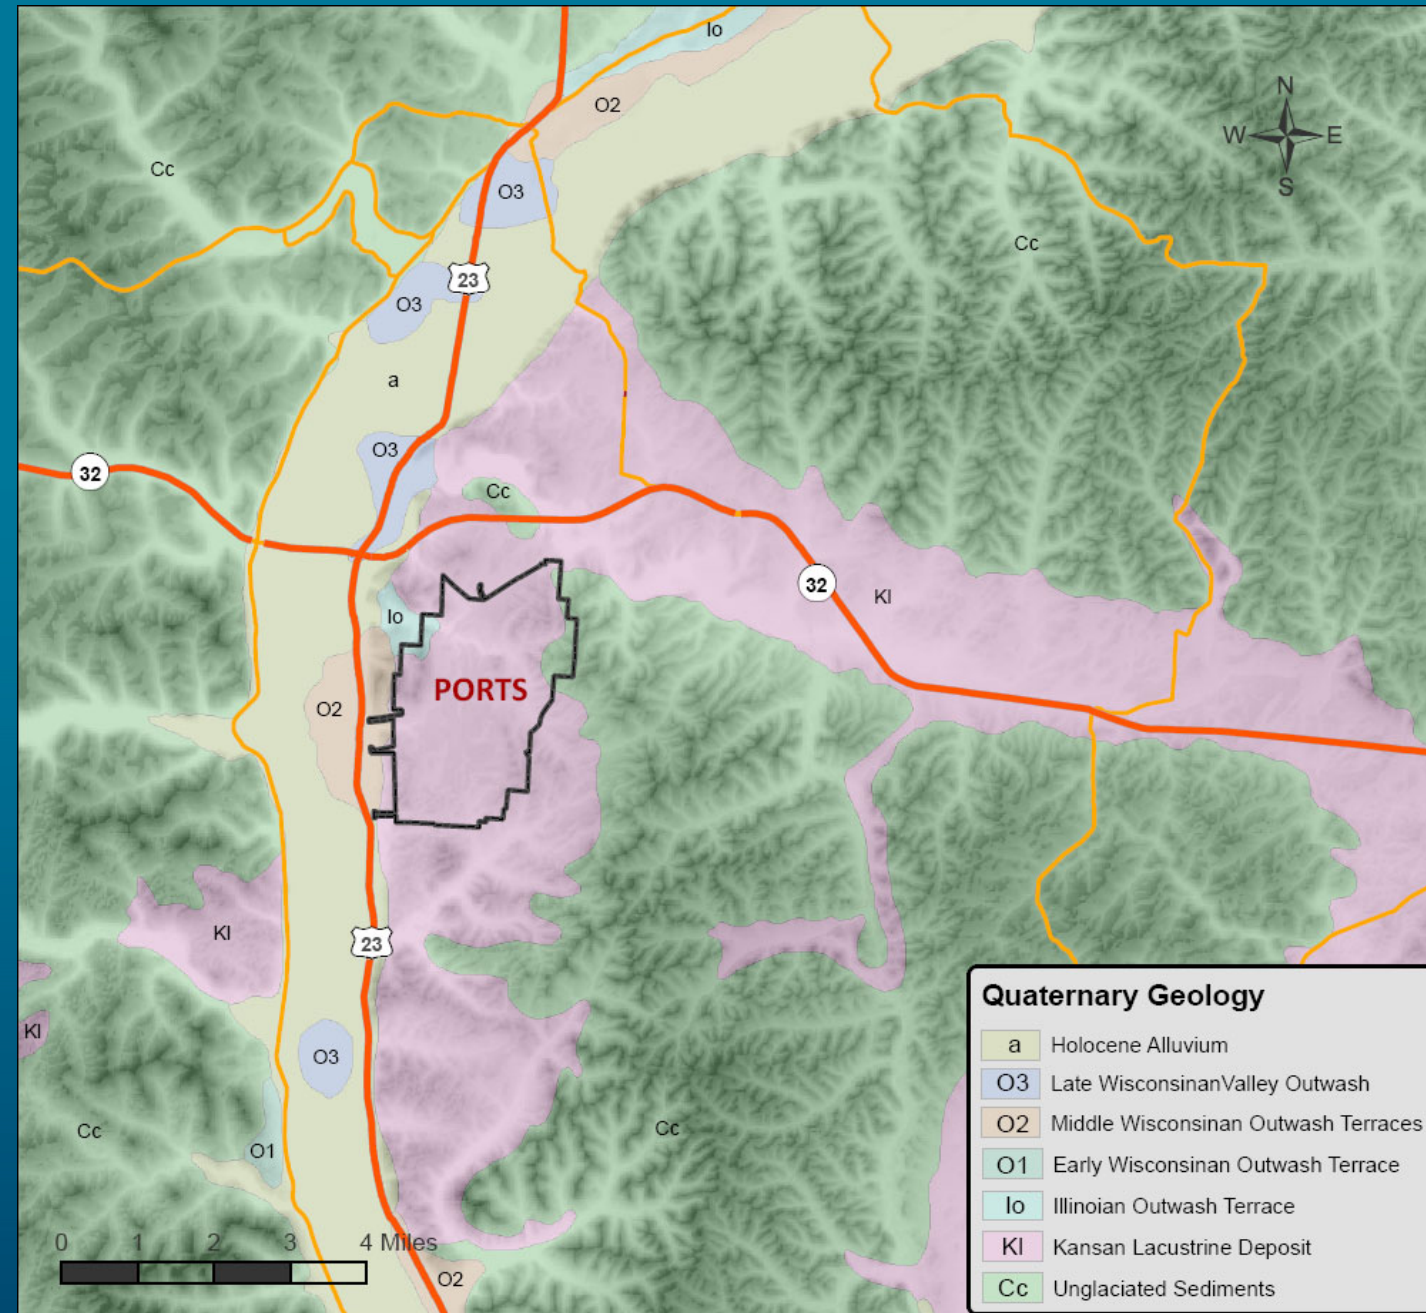 Io
O2
N
W E
S
Cc
O3
Cc
23
O3
a
O3
32
Cc
32
Kl
Io
PORTS
O2
Kl
23
Kl
O3
Cc
Cc
O1
0 1 2 3 4 Miles
O2
Quaternary Geology
a Holocene Alluvium
O3 Late WisconsinanValley Outwash
O2 Middle Wisconsinan Outwash Terraces
O1 Early Wisconsinan Outwash Terrace
Io Illinoian Outwash Terrace
Kl Kansan Lacustrine Deposit
Cc Unglaciated Sediments